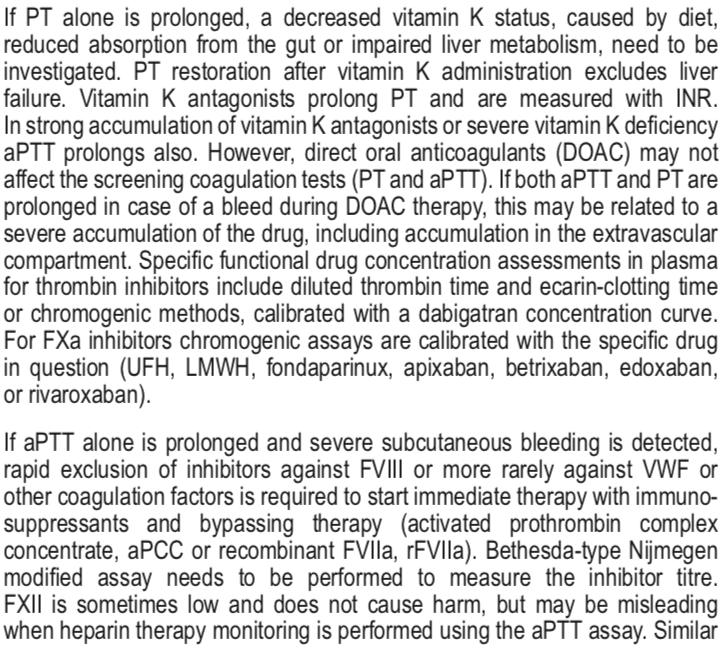 If PT alone is prolonged, a decreased vitamin K status, caused by diet,
reduced absorption from the gut or impaired liver metabolism, need to be
investigated. PT restoration after vitamin K administration excludes liver
failure. Vitamin K antagonists prolong PT and are measured with INR.
In strong accumulation of vitamin K antagonists or severe vitamin K deficiency
aPTT prolongs also. However, direct oral anticoagulants (DOAC) may not
affect the screening coagulation tests (PT and aPTT). If both aPTT and PT are
prolonged in case of a bleed during DOAC therapy, this may be related to a
severe accumulation of the drug, including accumulation in the extravascular
compartment. Specific functional drug concentration assessments in plasma
for thrombin inhibitors include diluted thrombin time and ecarin-clotting time
or chromogenic methods, calibrated with a dabigatran concentration curve.
For FXa inhibitors chromogenic assays are calibrated with the specific drug
in question (UFH, LMWH, fondaparinux, apixaban, betrixaban, edoxaban,
or rivaroxaban).
If aPTT alone is prolonged and severe subcutaneous bleeding is detected,
rapid exclusion of inhibitors against FVIII or more rarely against VWF or
other coagulation factors is required to start immediate therapy with immuno-
suppressants and bypassing therapy (activated prothrombin complex
concentrate, aPCC or recombinant FVIIa, rFVIIa). Bethesda-type Nijmegen
modified assay needs to be performed to measure the inhibitor titre.
FXII is sometimes low and does not cause harm, but may be misleading
when heparin therapy monitoring is performed using the aPTT assay. Similar